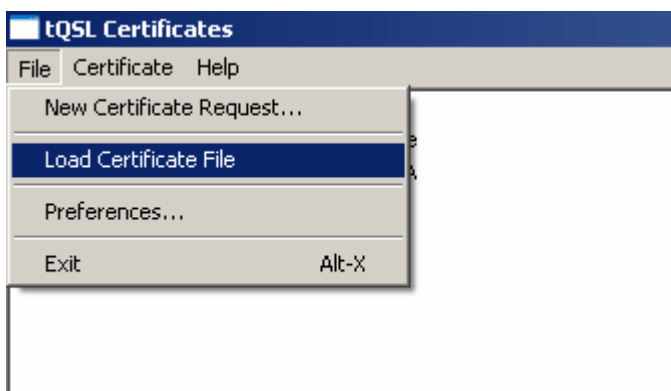 tQSL Certificates
File Certificate Help
New Certificate Request...
Load Certificate File
Preferences...
Exit Alt-X